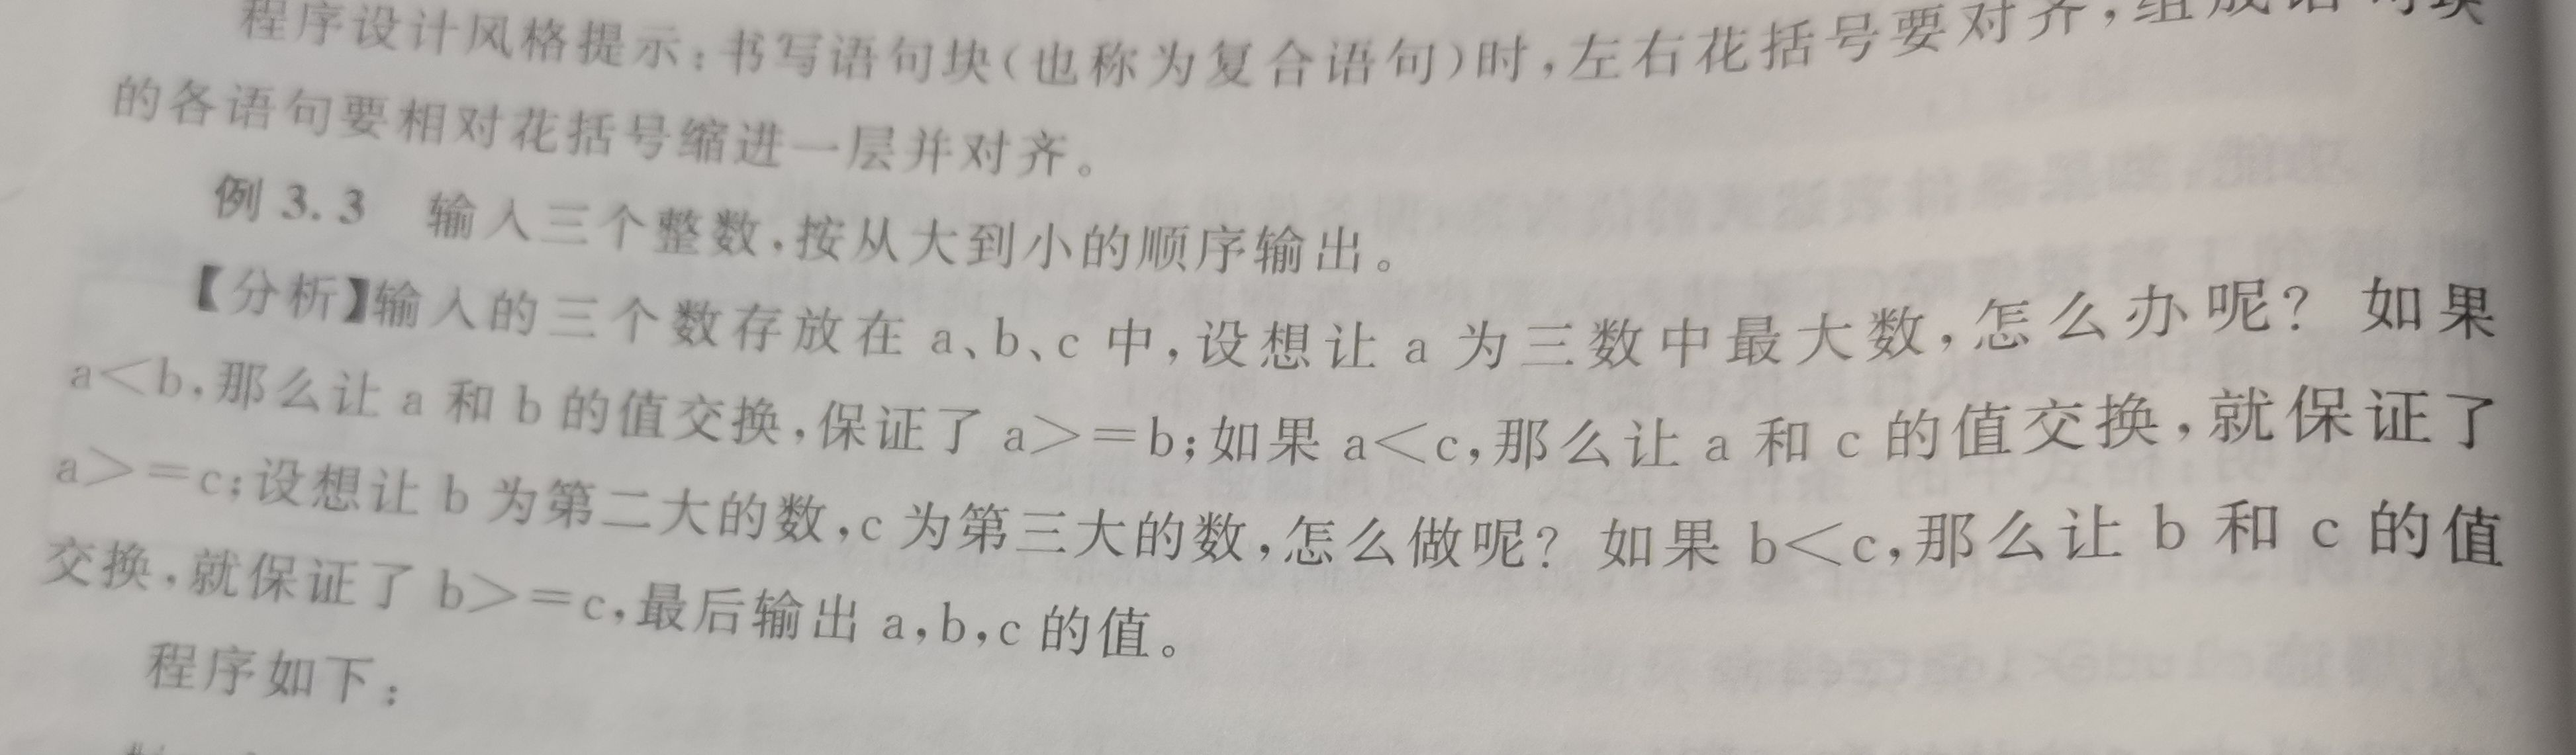 程序设计风格提示：书写语句块(也称为复合语句)时，左右花括号要对齐，组成语句块
的各语句要相对花括号缩进一层并对齐。
例 3.3 输入三个整数，按从大到小的顺序输出。
【分析】输入的三个数存放在 a、b、c 中，设想让 a 为三数中最大数，怎么办呢？如果
a<b，那么让 a 和 b 的值交换，保证了 a>=b；如果 a<c，那么让 a 和 c 的值交换，就保证了
a>=c；设想让 b 为第二大的数，c 为第三大的数，怎么做呢？如果 b<c，那么让 b 和 c 的值
交换，就保证了 b>=c，最后输出 a，b，c 的值。
程序如下：